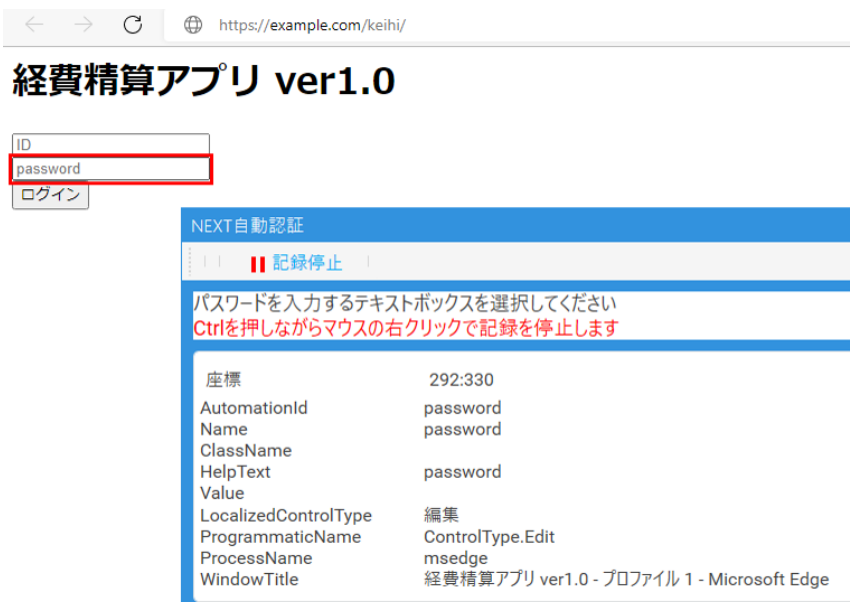 https://example.com/keihi/
経費精算アプリ ver1.0
ID
password
ログイン
NEXT自動認証
記録停止
パスワードを入力するテキストボックスを選択してください
Ctrlを押しながらマウスの右クリックで記録を停止します
座標 292:330
AutomationId password
Name password
ClassName
HelpText password
Value
LocalizedControlType 編集
ProgrammaticName ControlType.Edit
ProcessName msedge
WindowTitle 経費精算アプリ ver1.0 - プロファイル 1 - Microsoft Edge